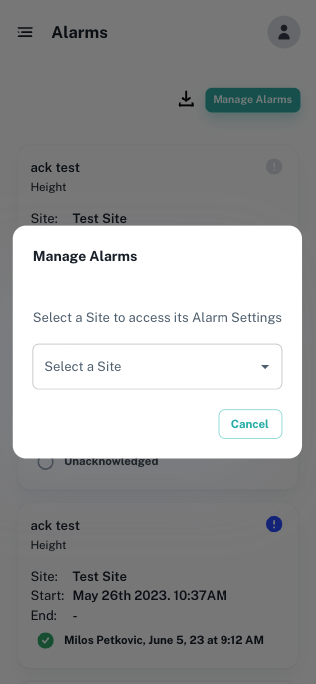 Alarms
Manage Alarms
ack test
Height
Site: Test Site
Manage Alarms
Select a Site to access its Alarm Settings
Select a Site
Cancel
Unacknowledged
ack test
Height
Site: Test Site
Start: May 26th 2023. 10:37AM
End: -
Milos Petkovic, June 5, 23 at 9:12 AM